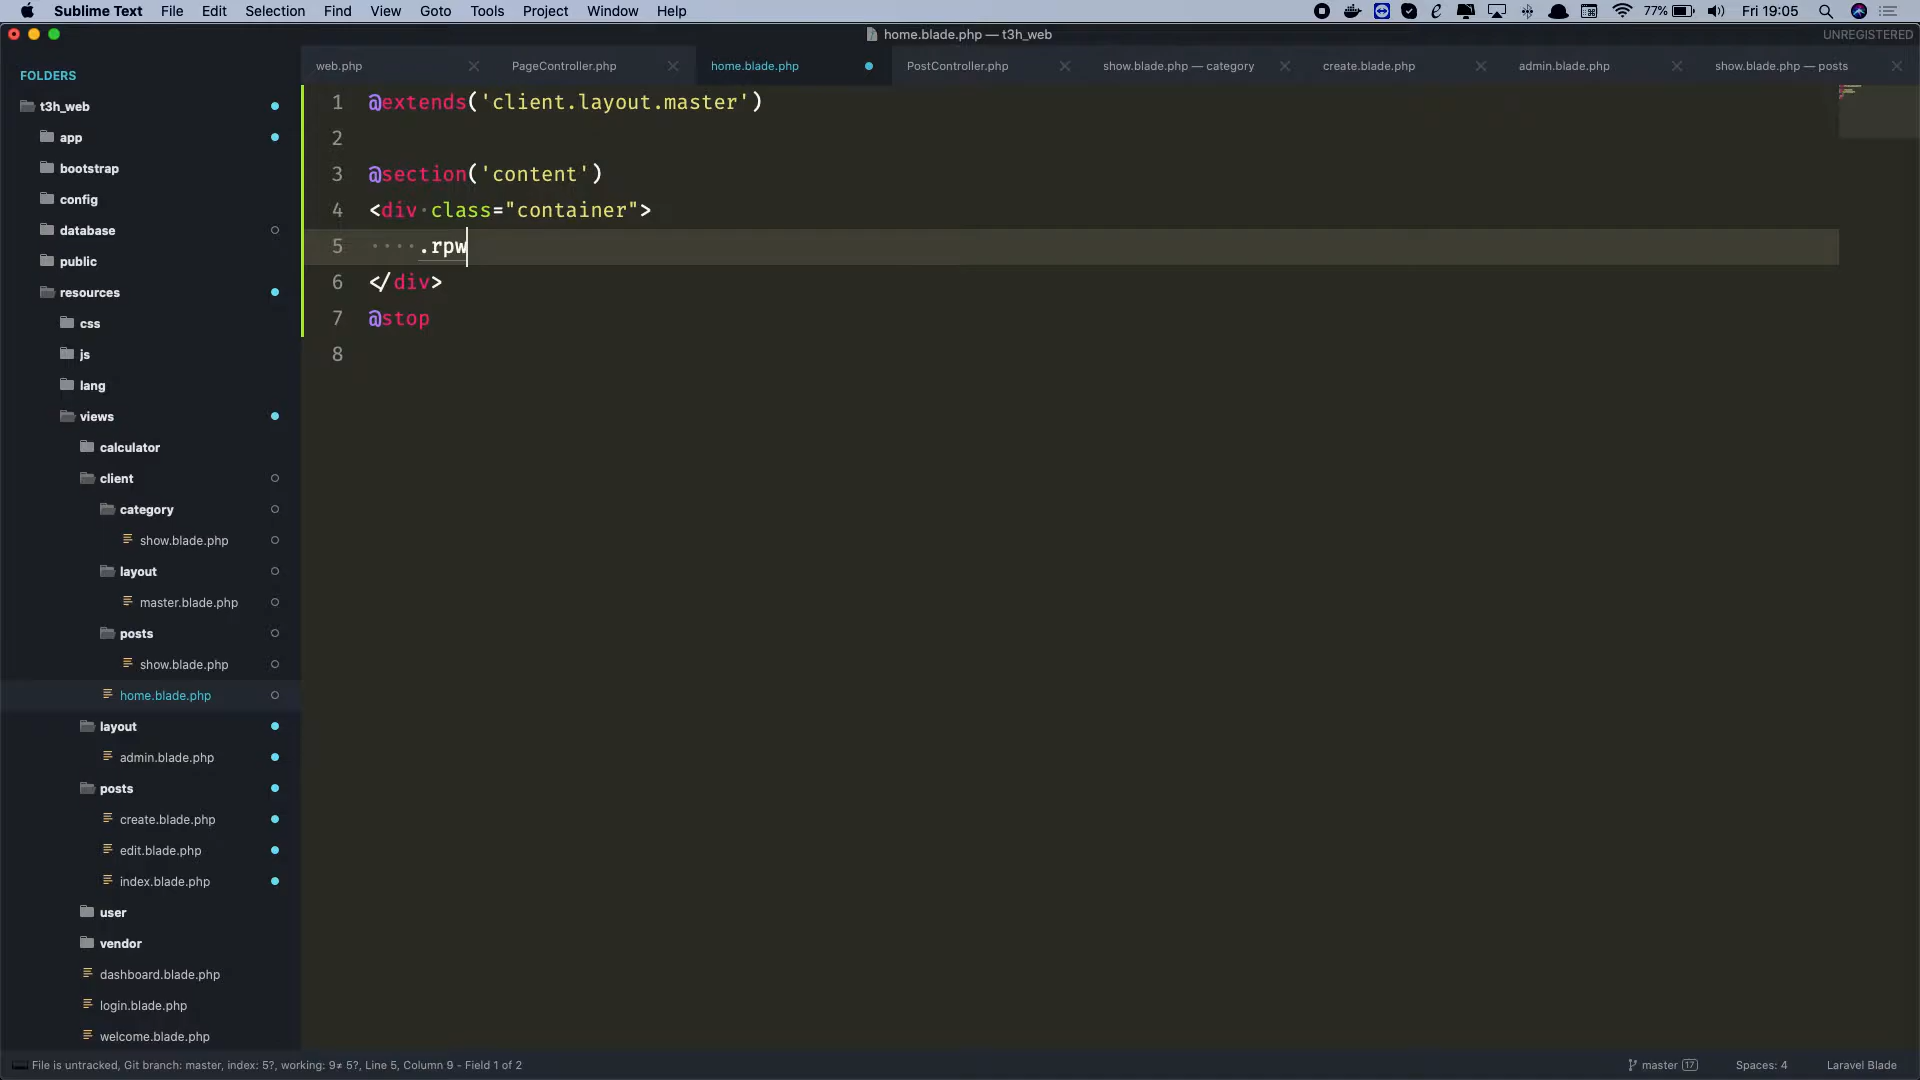 Sublime Text File Edit Selection Find View Goto Tools Project Window Help 77% Fri 19:05
home.blade.php — t3h_web UNREGISTERED
web.php PageController.php home.blade.php PostController.php show.blade.php — category create.blade.php admin.blade.php show.blade.php — posts
FOLDERS
t3h_web
app
bootstrap
config
database
public
resources
css
js
lang
views
calculator
client
category
show.blade.php
layout
master.blade.php
posts
show.blade.php
home.blade.php
layout
admin.blade.php
posts
create.blade.php
edit.blade.php
index.blade.php
user
vendor
dashboard.blade.php
login.blade.php
welcome.blade.php
1 @extends('client.layout.master')
2
3 @section('content')
4 <div class="container">
5 .rpw
6 </div>
7 @stop
8
File is untracked, Git branch: master, index: 5?, working: 9≠ 5?, Line 5, Column 9 - Field 1 of 2 master 17 Spaces: 4 Laravel Blade